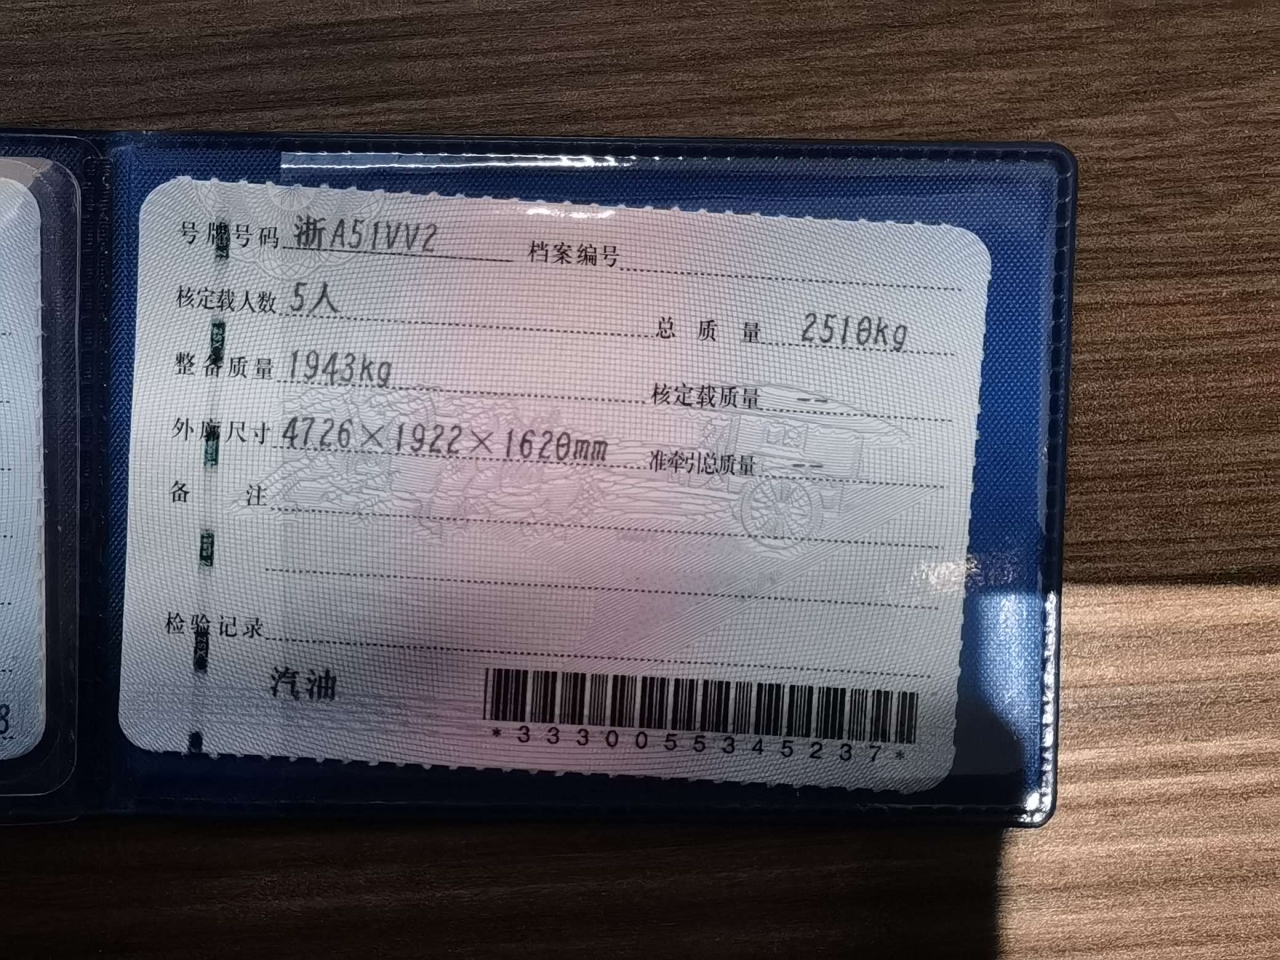 号牌号码 浙A51VV2 档案编号
核定载人数 5人 总质量 2510kg
整备质量 1943kg 核定载质量 --
外廓尺寸 4726×1922×1620mm 准牵引总质量 --
备注
检验记录
汽油
*3330055345237*